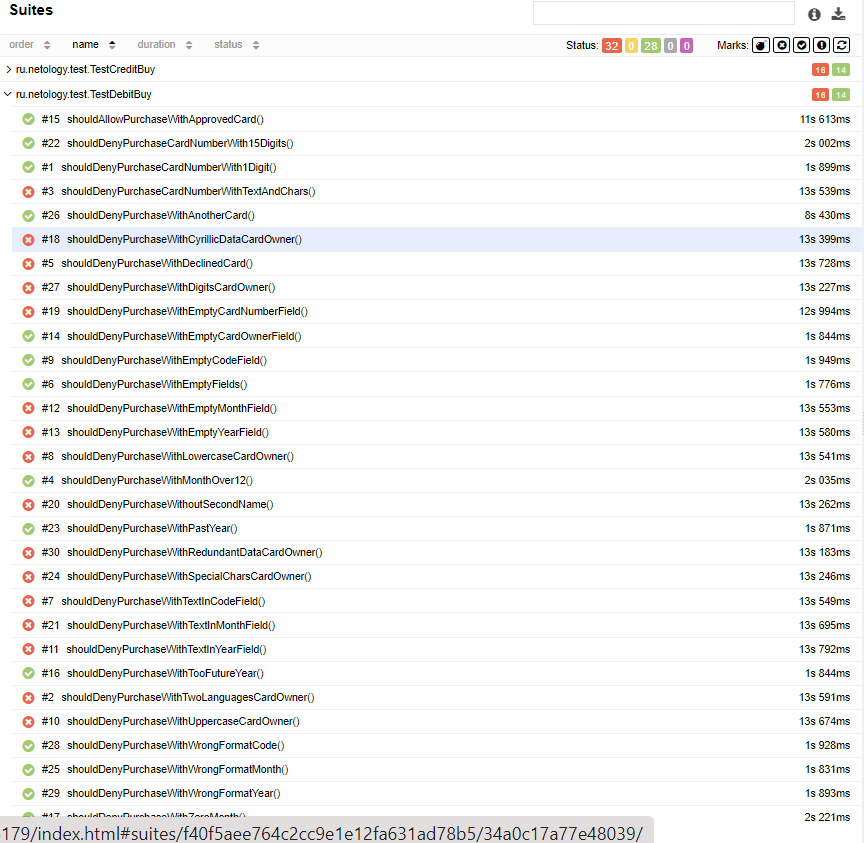 Suites
order name duration status Status: 32 0 28 0 0 Marks:
ru.netology.test.TestCreditBuy 16 14
ru.netology.test.TestDebitBuy 16 14
#15 shouldAllowPurchaseWithApprovedCard() 11s 613ms
#22 shouldDenyPurchaseCardNumberWith15Digits() 2s 002ms
#1 shouldDenyPurchaseCardNumberWith1Digit() 1s 899ms
#3 shouldDenyPurchaseCardNumberWithTextAndChars() 13s 539ms
#26 shouldDenyPurchaseWithAnotherCard() 8s 430ms
#18 shouldDenyPurchaseWithCyrillicDataCardOwner() 13s 399ms
#5 shouldDenyPurchaseWithDeclinedCard() 13s 728ms
#27 shouldDenyPurchaseWithDigitsCardOwner() 13s 227ms
#19 shouldDenyPurchaseWithEmptyCardNumberField() 12s 994ms
#14 shouldDenyPurchaseWithEmptyCardOwnerField() 1s 844ms
#9 shouldDenyPurchaseWithEmptyCodeField() 1s 949ms
#6 shouldDenyPurchaseWithEmptyFields() 1s 776ms
#12 shouldDenyPurchaseWithEmptyMonthField() 13s 553ms
#13 shouldDenyPurchaseWithEmptyYearField() 13s 580ms
#8 shouldDenyPurchaseWithLowercaseCardOwner() 13s 541ms
#4 shouldDenyPurchaseWithMonthOver12() 2s 035ms
#20 shouldDenyPurchaseWithoutSecondName() 13s 262ms
#23 shouldDenyPurchaseWithPastYear() 1s 871ms
#30 shouldDenyPurchaseWithRedundantDataCardOwner() 13s 183ms
#24 shouldDenyPurchaseWithSpecialCharsCardOwner() 13s 246ms
#7 shouldDenyPurchaseWithTextInCodeField() 13s 549ms
#21 shouldDenyPurchaseWithTextInMonthField() 13s 695ms
#11 shouldDenyPurchaseWithTextInYearField() 13s 792ms
#16 shouldDenyPurchaseWithTooFutureYear() 1s 844ms
#2 shouldDenyPurchaseWithTwoLanguagesCardOwner() 13s 591ms
#10 shouldDenyPurchaseWithUppercaseCardOwner() 13s 674ms
#28 shouldDenyPurchaseWithWrongFormatCode() 1s 928ms
#25 shouldDenyPurchaseWithWrongFormatMonth() 1s 831ms
#29 shouldDenyPurchaseWithWrongFormatYear() 1s 893ms
#17 shouldDenyPurchaseWithZeroMonth() 2s 221ms
179/index.html#suites/f40f5aee764c2cc9e1e12fa631ad78b5/34a0c17a77e48039/